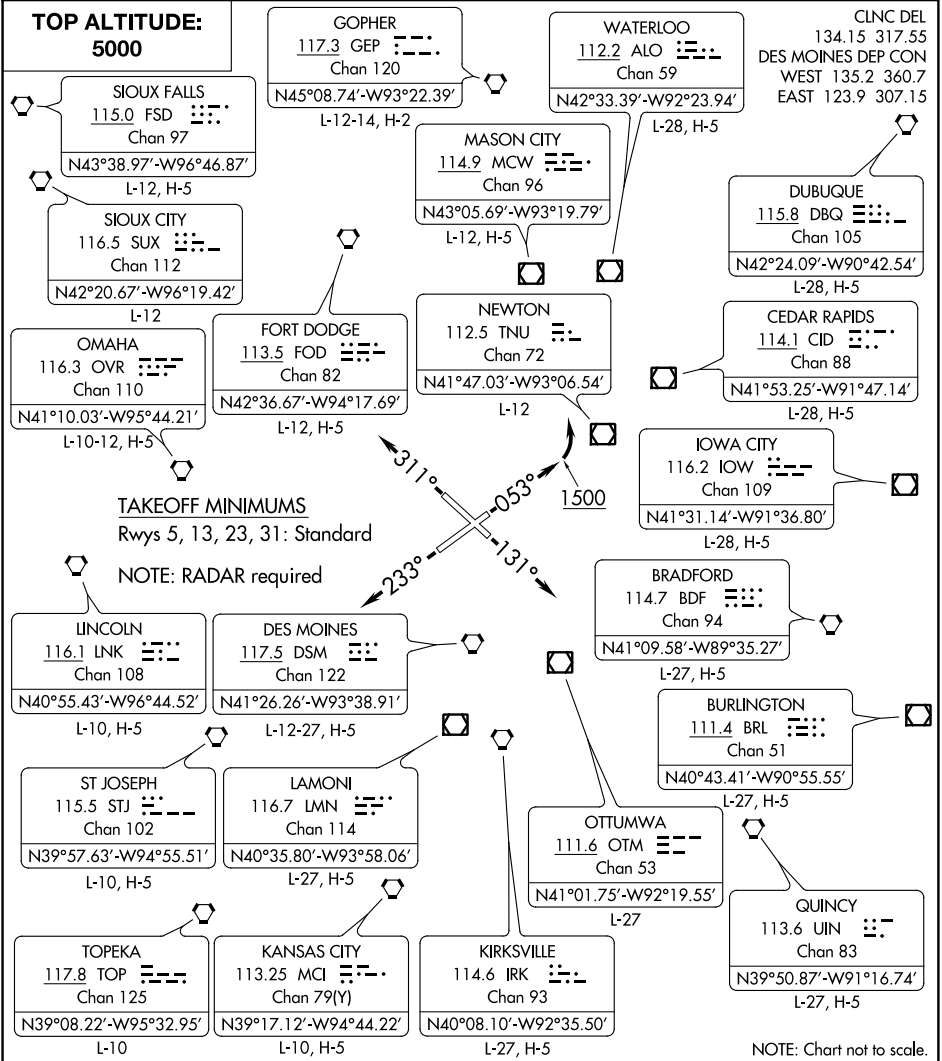 TOP ALTITUDE:
5000
GOPHER
117.3 GEP
Chan 120
N45°08.74’-W93°22.39’
L-12-14, H-2
WATERLOO
112.2 ALO
Chan 59
N42°33.39’-W92°23.94’
L-28, H-5
CLNC DEL
134.15 317.55
DES MOINES DEP CON
WEST 135.2 360.7
EAST 123.9 307.15
SIOUX FALLS
115.0 FSD
Chan 97
N43°38.97’-W96°46.87’
L-12, H-5
MASON CITY
114.9 MCW
Chan 96
N43°05.69’-W93°19.79’
L-12, H-5
DUBUQUE
115.8 DBQ
Chan 105
N42°24.09’-W90°42.54’
L-28, H-5
SIOUX CITY
116.5 SUX
Chan 112
N42°20.67’-W96°19.42’
L-12
FORT DODGE
113.5 FOD
Chan 82
N42°36.67’-W94°17.69’
L-12, H-5
NEWTON
112.5 TNU
Chan 72
N41°47.03’-W93°06.54’
L-12
CEDAR RAPIDS
114.1 CID
Chan 88
N41°53.25’-W91°47.14’
L-28, H-5
OMAHA
116.3 OVR
Chan 110
N41°10.03’-W95°44.21’
L-10-12, H-5
IOWA CITY
116.2 IOW
Chan 109
N41°31.14’-W91°36.80’
L-28, H-5
311°
053°
1500
233°
131°
TAKEOFF MINIMUMS
Rwys 5, 13, 23, 31: Standard
NOTE: RADAR required
BRADFORD
114.7 BDF
Chan 94
N41°09.58’-W89°35.27’
L-27, H-5
LINCOLN
116.1 LNK
Chan 108
N40°55.43’-W96°44.52’
L-10, H-5
DES MOINES
117.5 DSM
Chan 122
N41°26.26’-W93°38.91’
L-12-27, H-5
BURLINGTON
111.4 BRL
Chan 51
N40°43.41’-W90°55.55’
L-27, H-5
ST JOSEPH
115.5 STJ
Chan 102
N39°57.63’-W94°55.51’
L-10, H-5
LAMONI
116.7 LMN
Chan 114
N40°35.80’-W93°58.06’
L-27, H-5
OTTUMWA
111.6 OTM
Chan 53
N41°01.75’-W92°19.55’
L-27
QUINCY
113.6 UIN
Chan 83
N39°50.87’-W91°16.74’
L-27, H-5
TOPEKA
117.8 TOP
Chan 125
N39°08.22’-W95°32.95’
L-10
KANSAS CITY
113.25 MCI
Chan 79(Y)
N39°17.12’-W94°44.22’
L-10, H-5
KIRKSVILLE
114.6 IRK
Chan 93
N40°08.10’-W92°35.50’
L-27, H-5
NOTE: Chart not to scale.